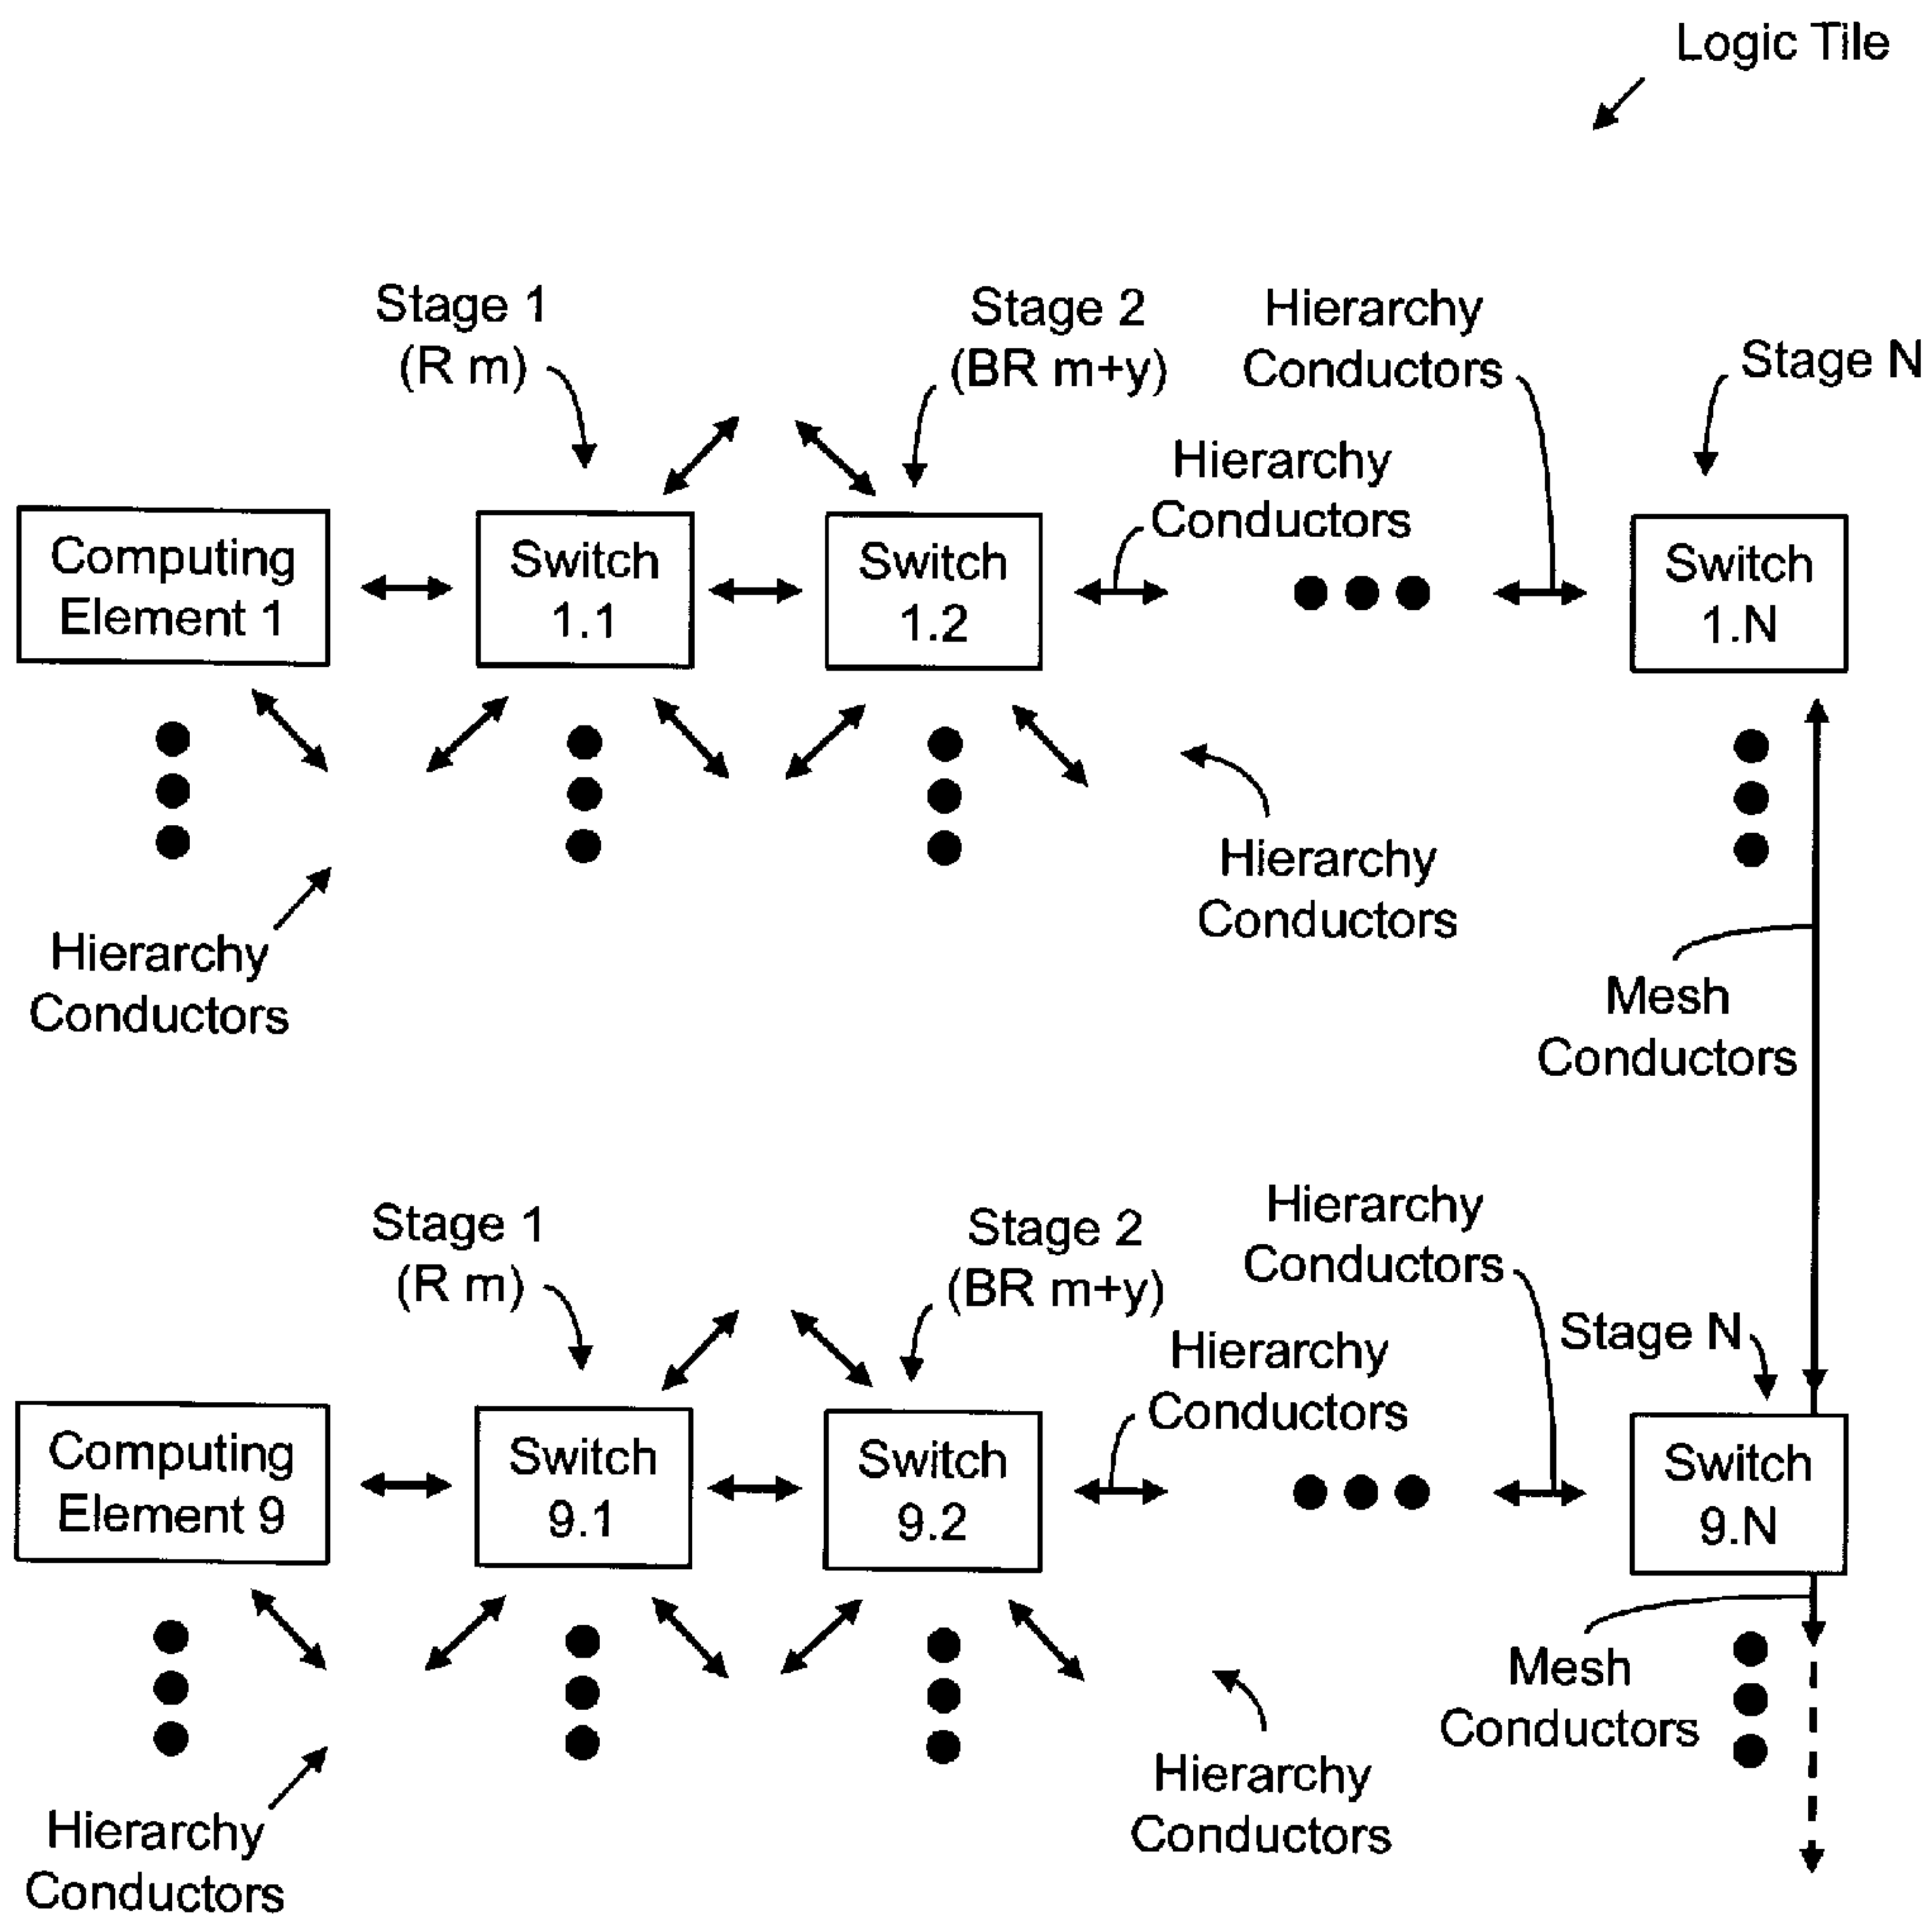 Logic Tile
Stage 1
(R m)
Stage 2
(BR m+y)
Hierarchy
Conductors
Stage N
Hierarchy
Conductors
Computing
Element 1
Switch
1.1
Switch
1.2
Switch
1.N
Hierarchy
Conductors
Hierarchy
Conductors
Mesh
Conductors
Stage 1
(R m)
Stage 2
(BR m+y)
Hierarchy
Conductors
Stage N
Hierarchy
Conductors
Computing
Element 9
Switch
9.1
Switch
9.2
Switch
9.N
Mesh
Conductors
Hierarchy
Conductors
Hierarchy
Conductors